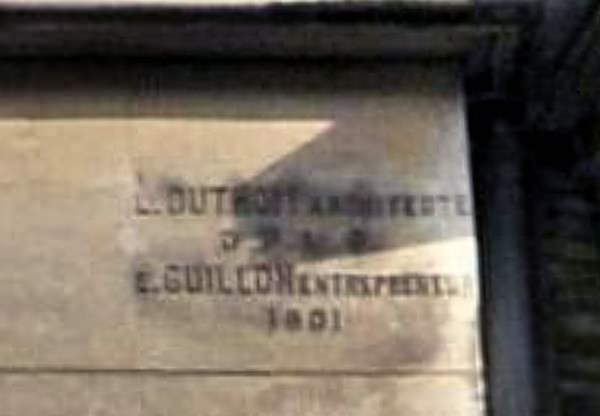 L. DUTHOIT ARCHITECTE
D P L G
E. GUILLON ENTREPRENEUR
1901